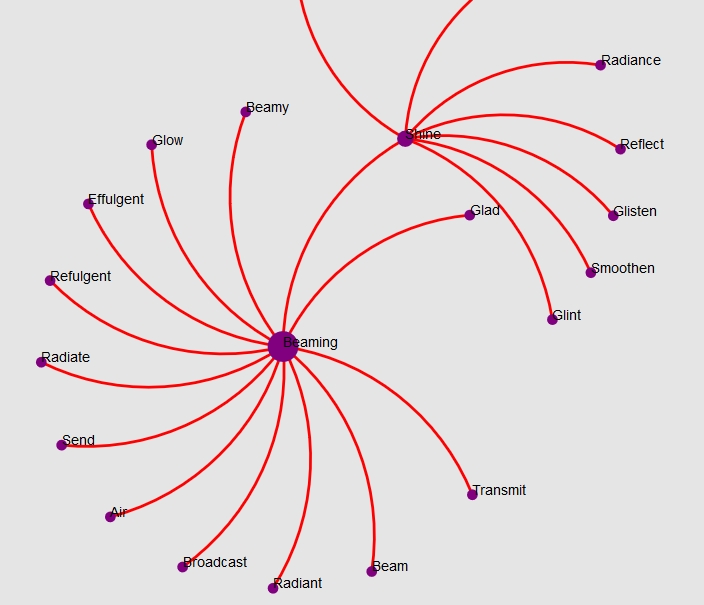 Radiance
Beamy
Shine
Glow
Reflect
Effulgent
Glad
Glisten
Smoothen
Refulgent
Glint
Beaming
Radiate
Send
Transmit
Air
Broadcast
Beam
Radiant